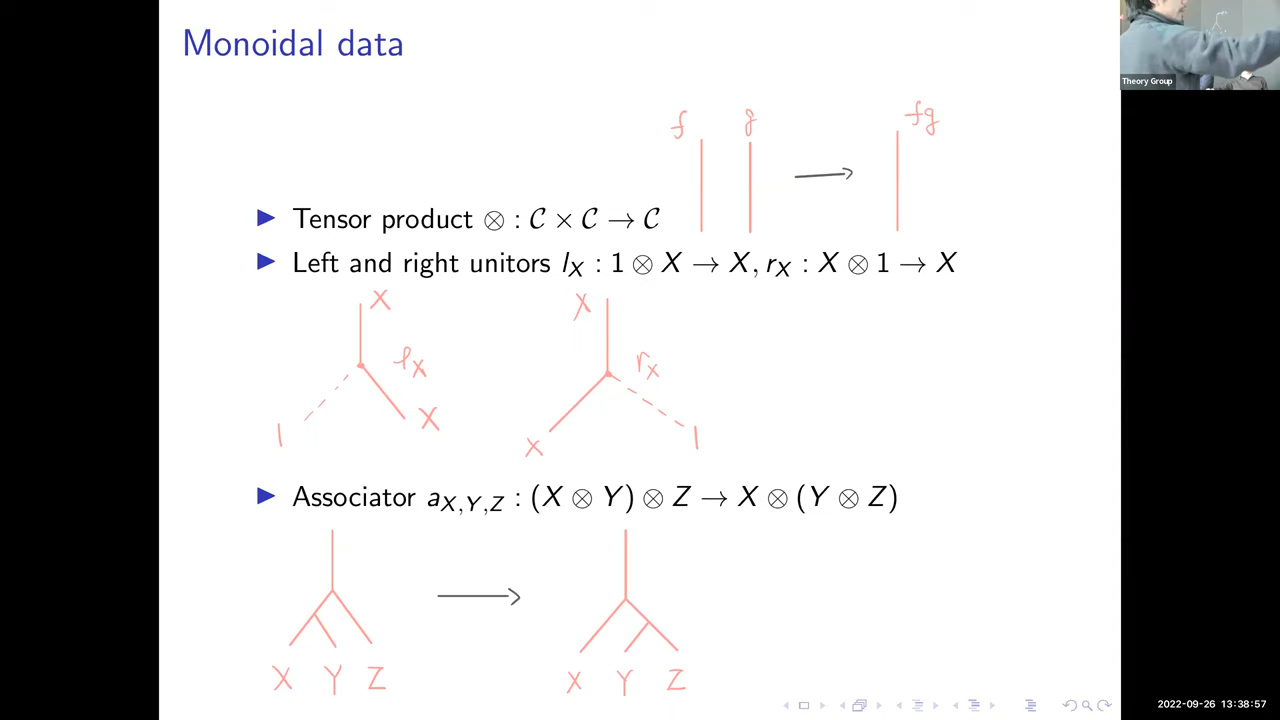 Monoidal data
Theory Group
f g fg
Tensor product ⊗ : 𝒞 × 𝒞 → 𝒞
Left and right unitors l_X : 1 ⊗ X → X, r_X : X ⊗ 1 → X
X X
l_X r_X
1 X X 1
Associator a_{X,Y,Z} : (X ⊗ Y) ⊗ Z → X ⊗ (Y ⊗ Z)
X Y Z X Y Z
2022-09-26 13:38:57